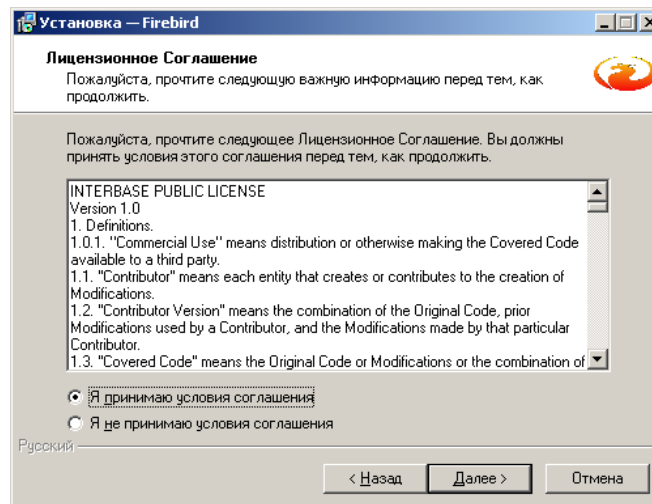 Установка — Firebird
Лицензионное Соглашение
Пожалуйста, прочтите следующую важную информацию перед тем, как
продолжить.
Пожалуйста, прочтите следующее Лицензионное Соглашение. Вы должны
принять условия этого соглашения перед тем, как продолжить.
INTERBASE PUBLIC LICENSE
Version 1.0
1. Definitions.
1.0.1. "Commercial Use" means distribution or otherwise making the Covered Code
available to a third party.
1.1. "Contributor" means each entity that creates or contributes to the creation of
Modifications.
1.2. "Contributor Version" means the combination of the Original Code, prior
Modifications used by a Contributor, and the Modifications made by that particular
Contributor.
1.3. "Covered Code" means the Original Code or Modifications or the combination of
Я принимаю условия соглашения
Я не принимаю условия соглашения
Русский
< Назад Далее > Отмена